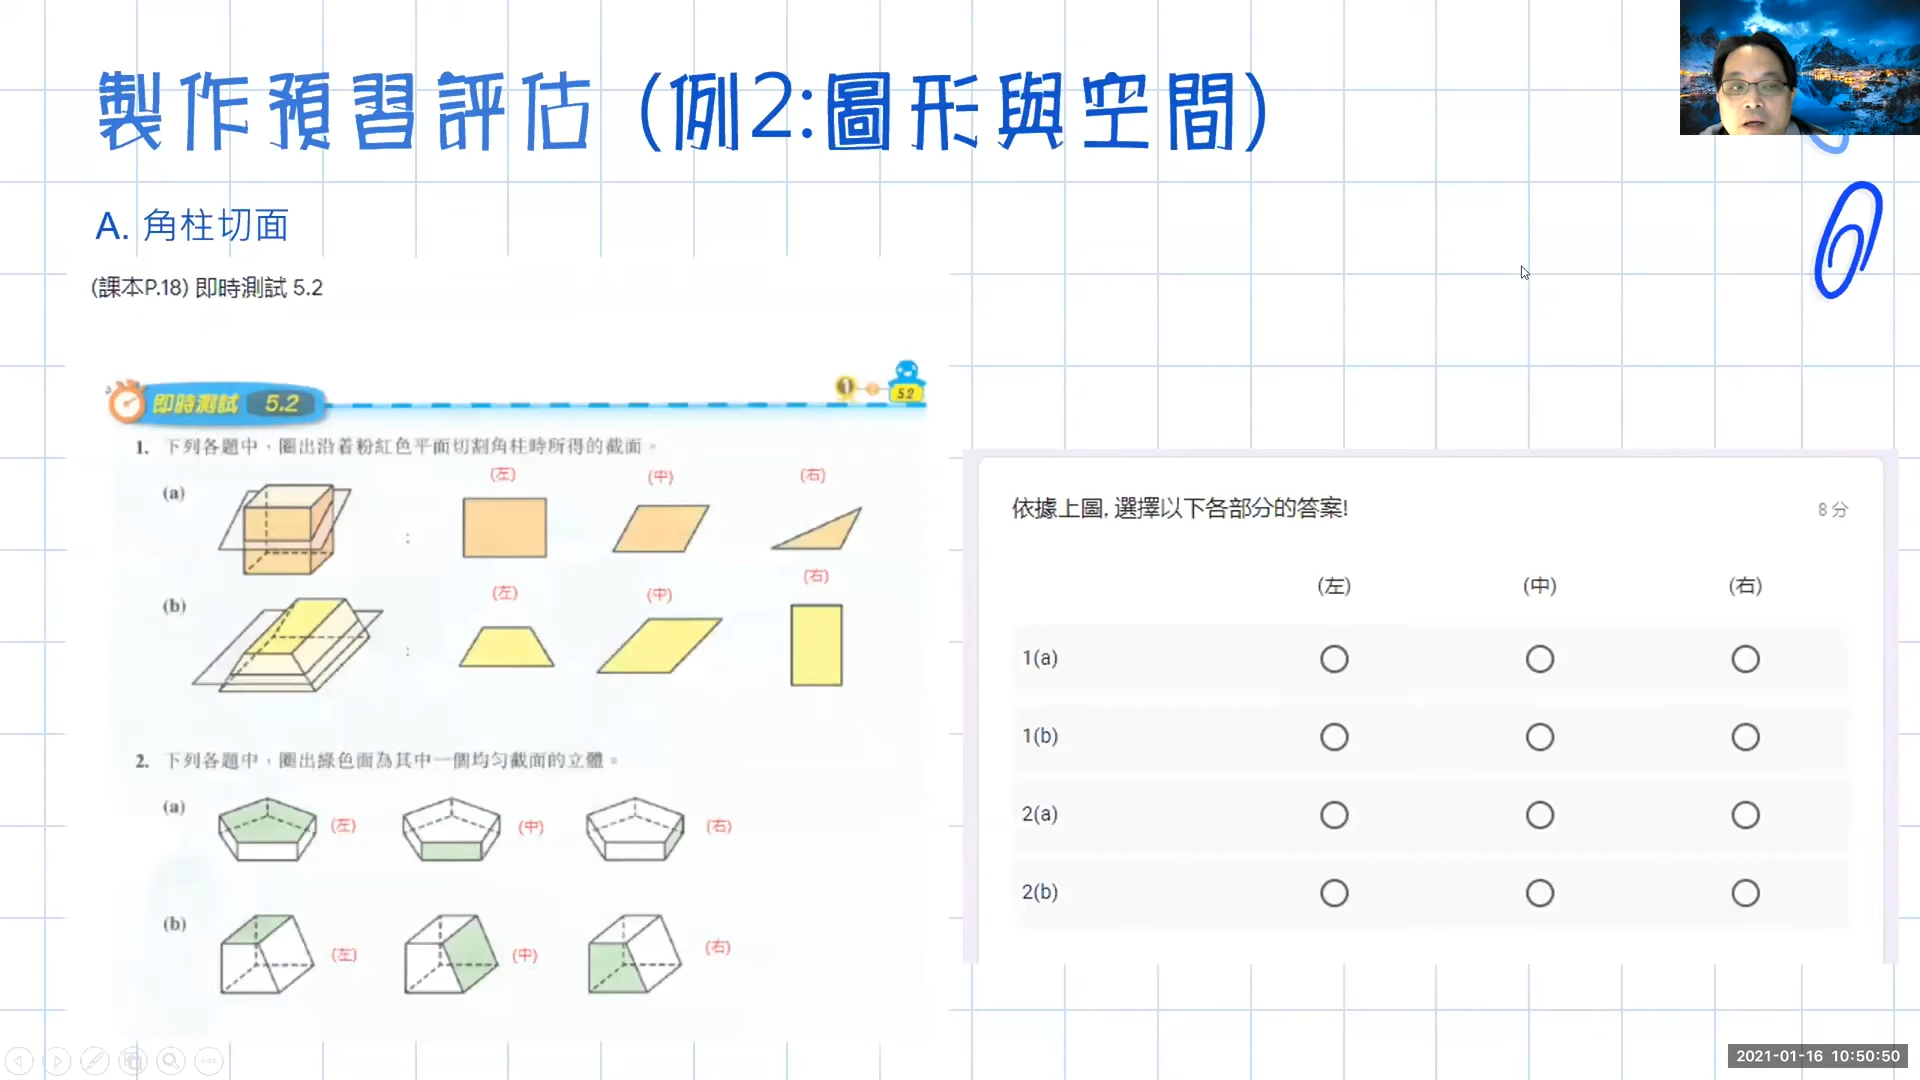 製作預習評估 (例2:圖形與空間)
A. 角柱切面
(課本P.18) 即時測試 5.2
即時測試 5.2
1
5.2
1. 下列各題中，圈出沿着粉紅色平面切割角柱時所得的截面。
(左) (中) (右)
(a)
:
(左) (中) (右)
(b)
:
2. 下列各題中，圈出綠色面為其中一個均勻截面的立體。
(a) (左) (中) (右)
(b) (左) (中) (右)
依據上圖, 選擇以下各部分的答案!
8 分
(左) (中) (右)
1(a)
1(b)
2(a)
2(b)
2021-01-16 10:50:50